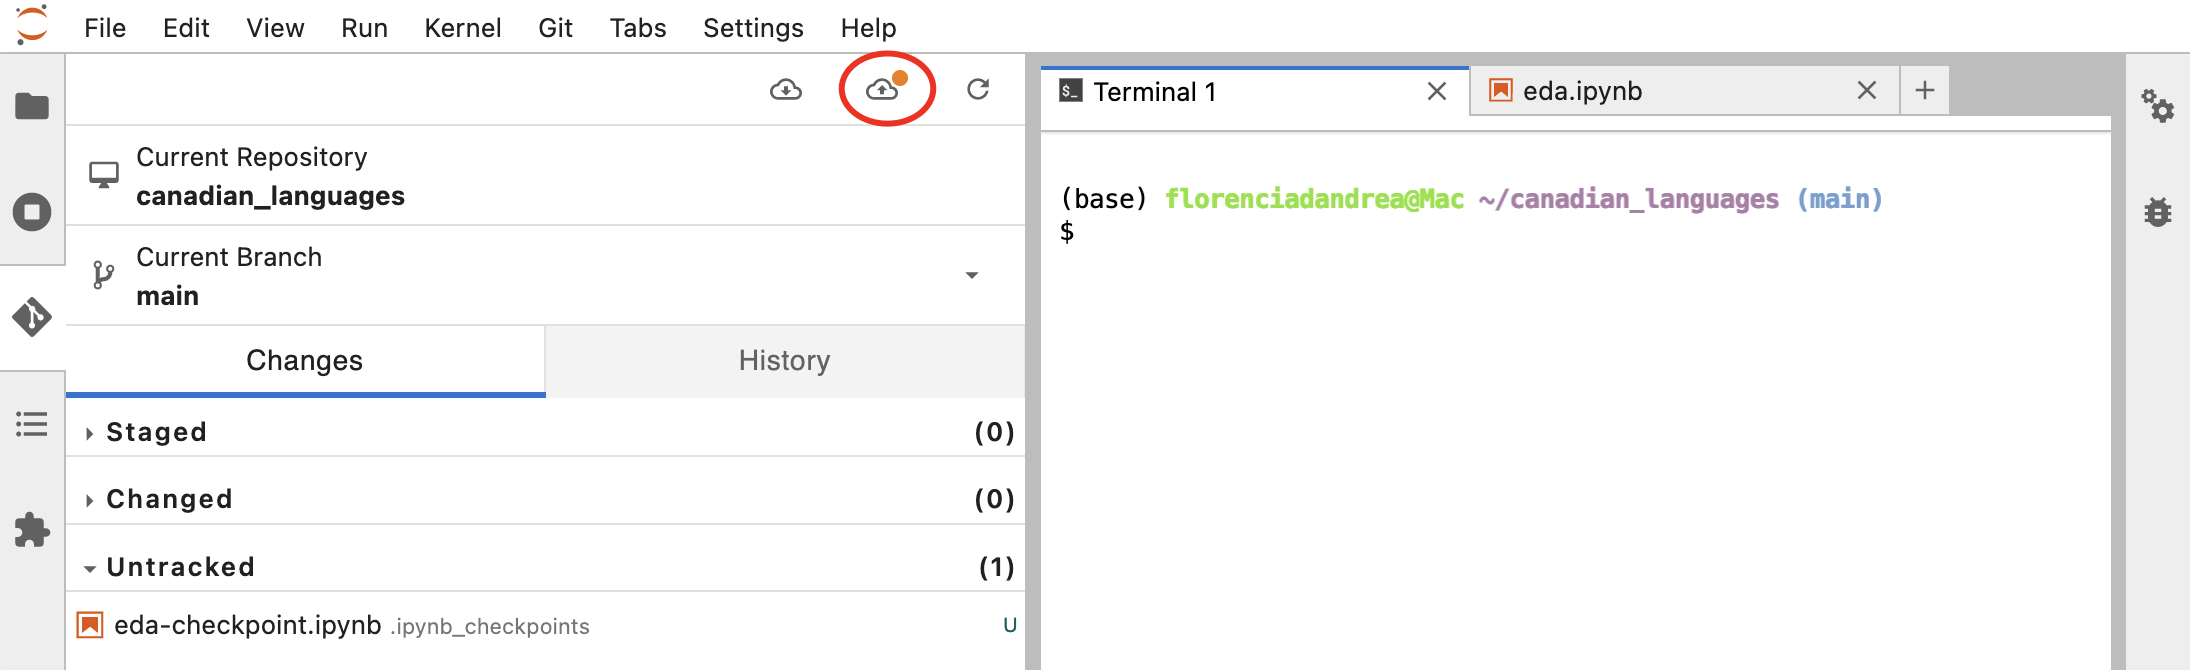 File Edit View Run Kernel Git Tabs Settings Help
Current Repository
canadian_languages
Current Branch
main
Changes History
Staged (0)
Changed (0)
Untracked (1)
eda-checkpoint.ipynb .ipynb_checkpoints U
$_ Terminal 1 eda.ipynb
(base) florenciadandrea@Mac ~/canadian_languages (main)
$